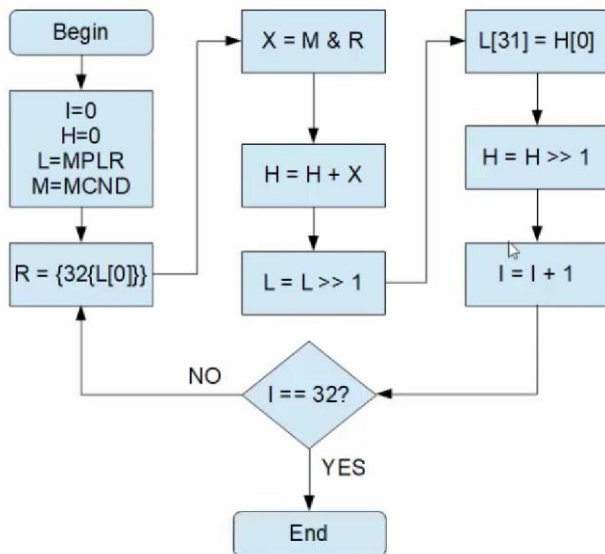 Begin
I=0
H=0
L=MPLR
M=MCND
R = {32{L[0]}}
X = M & R
H = H + X
L = L >> 1
L[31] = H[0]
H = H >> 1
I = I + 1
I == 32?
NO
YES
End